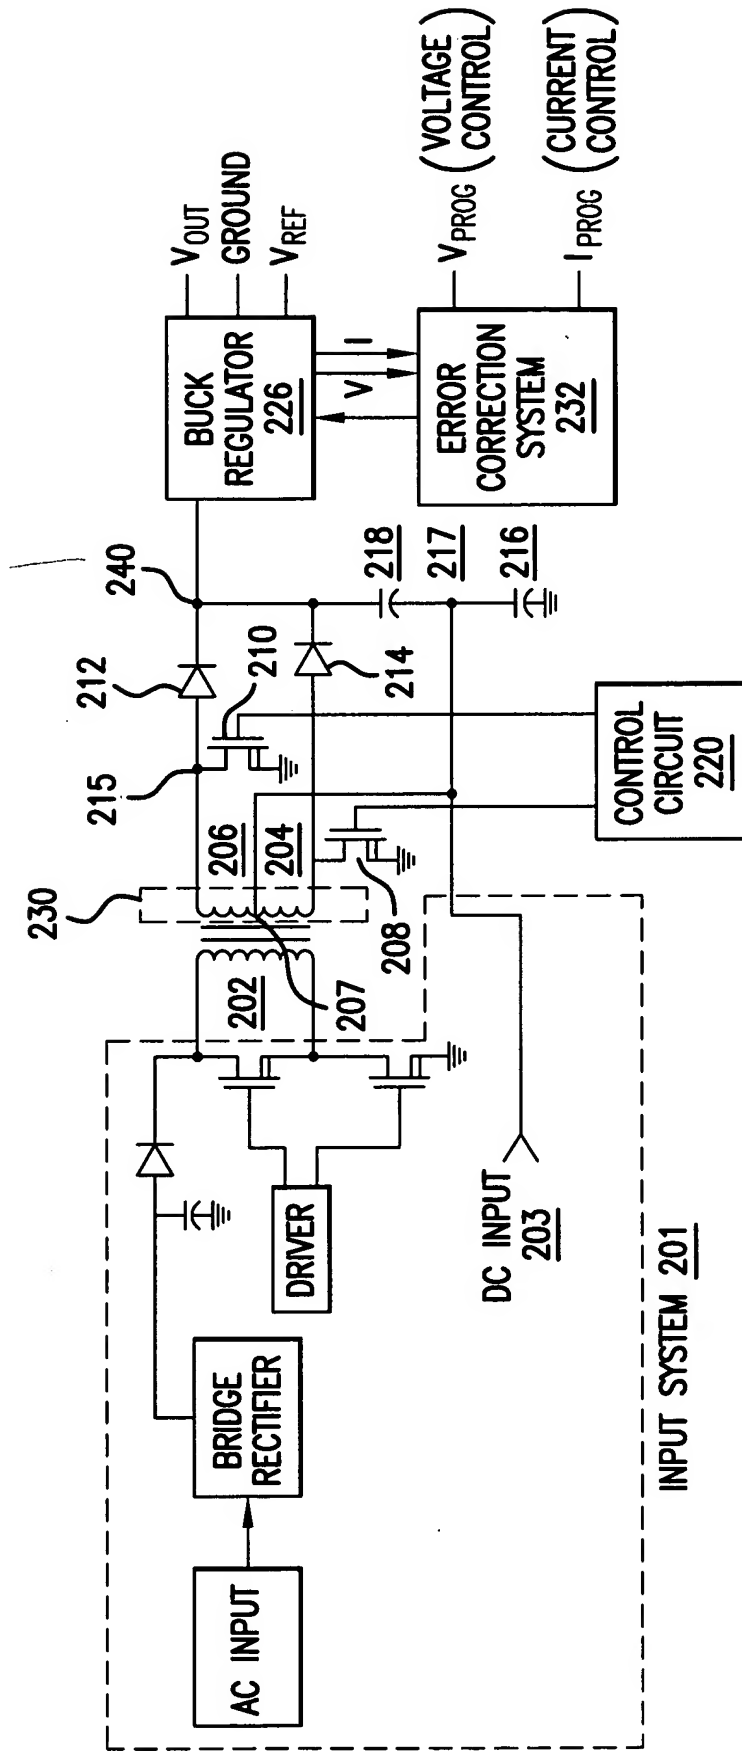 AC INPUT
BRIDGE
RECTIFIER
DRIVER
DC INPUT
203
INPUT SYSTEM 201
202
207
230
206
204
208
215
210
212
214
240
218
217
216
CONTROL
CIRCUIT
220
BUCK
REGULATOR
226
V
I
ERROR
CORRECTION
SYSTEM
232
VOUT
GROUND
VREF
VPROG (VOLTAGE
CONTROL)
IPROG (CURRENT
CONTROL)